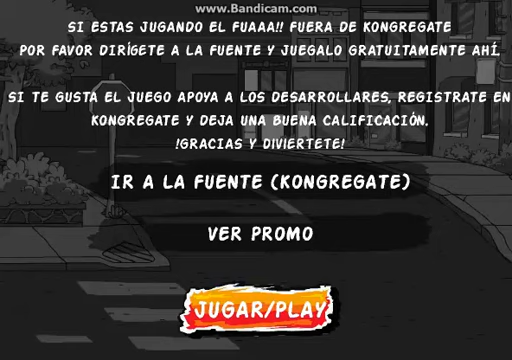 www.Bandicam.com
SI ESTAS JUGANDO EL FUAAA!! FUERA DE KONGREGATE
POR FAVOR DIRÍGETE A LA FUENTE Y JUEGALO GRATUITAMENTE AHÍ.
SI TE GUSTA EL JUEGO APOYA A LOS DESARROLLARES, REGISTRATE EN
KONGREGATE Y DEJA UNA BUENA CALIFICACIÓN.
!GRACIAS Y DIVIERTETE!
IR A LA FUENTE (KONGREGATE)
VER PROMO
JUGAR/PLAY